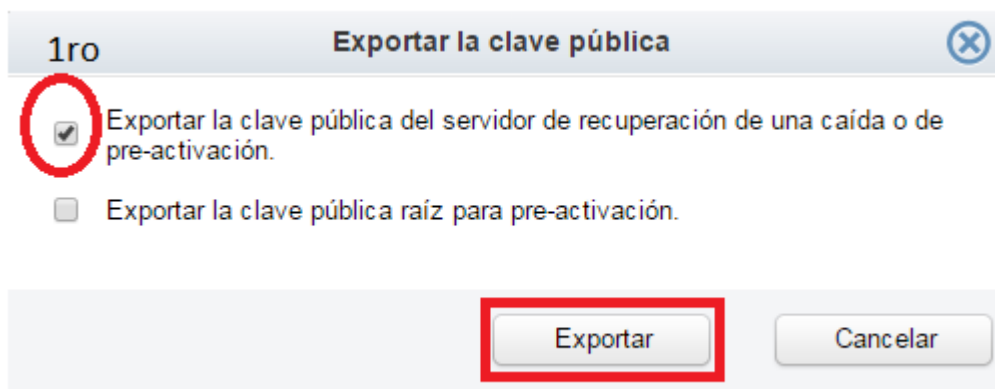 1ro
Exportar la clave pública
Exportar la clave pública del servidor de recuperación de una caída o de
pre-activación.
Exportar la clave pública raíz para pre-activación.
Exportar
Cancelar